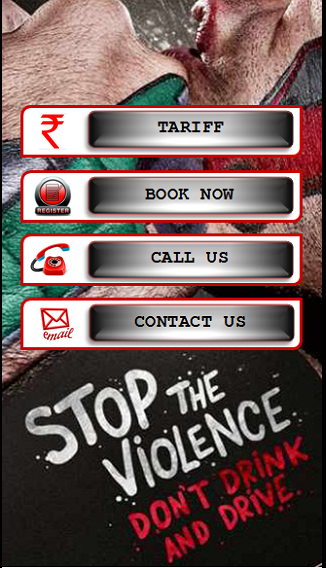 ₹ TARIFF
REGISTER
BOOK NOW
CALL US
email
CONTACT US
STOP THE
VIOLENCE
DON'T DRINK
AND DRIVE.